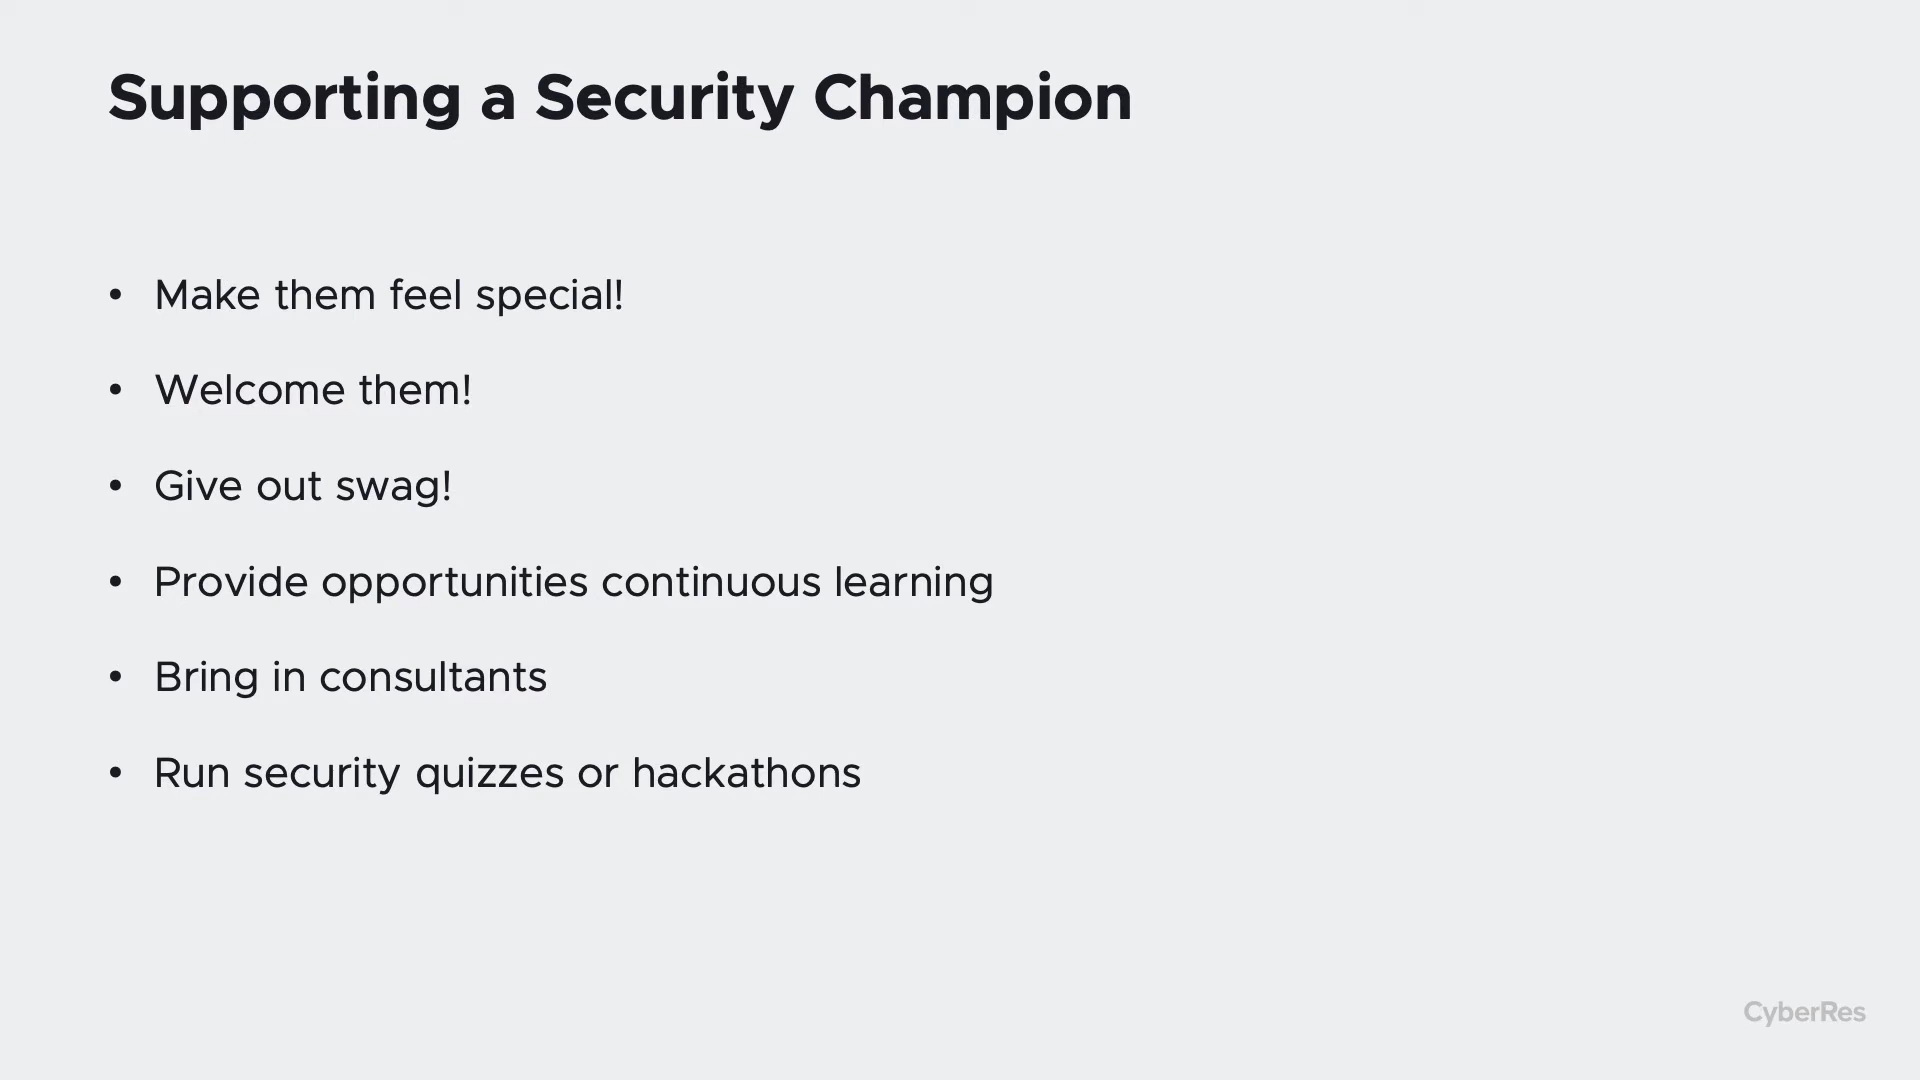 Supporting a Security Champion
• Make them feel special!
• Welcome them!
• Give out swag!
• Provide opportunities continuous learning
• Bring in consultants
• Run security quizzes or hackathons
CyberRes